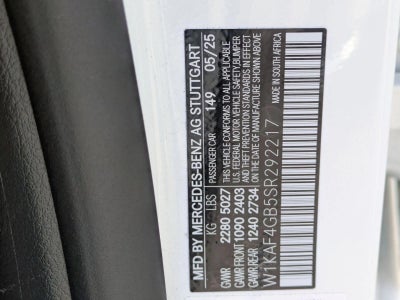 MFD BY MERCEDES-BENZ AG STUTTGART
KG - LBS PASSENGER CAR 149 05/25
GAWR 2280 5027 THIS VEHICLE CONFORMS TO ALL APPLICABLE
GAWR FRONT 1090 2403 U.S. FEDERAL MOTOR VEHICLE SAFETY, BUMPER
GAWR REAR 1240 2734 AND THEFT PREVENTION STANDARDS IN EFFECT
ON THE DATE OF MANUFACTURE SHOWN ABOVE
W1KAF4GB5SR292217 MADE IN SOUTH AFRICA